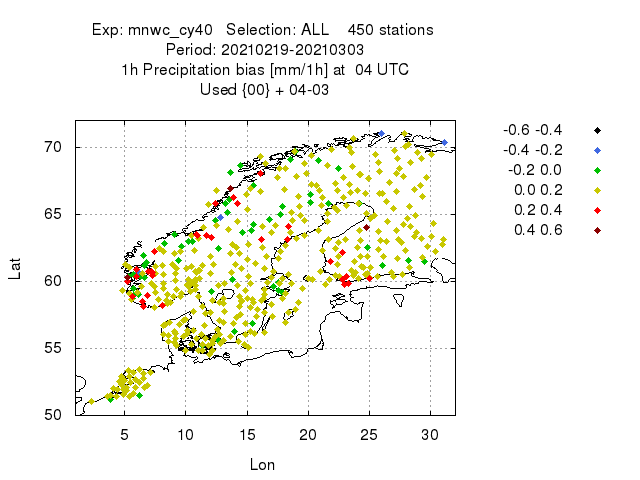 Exp: mnwc_cy40 Selection: ALL 450 stations
Period: 20210219-20210303
1h Precipitation bias [mm/1h] at 04 UTC
Used {00} + 04-03
-0.6 -0.4
-0.4 -0.2
-0.2 0.0
0.0 0.2
0.2 0.4
0.4 0.6
70
65
60
55
50
Lat
5 10 15 20 25 30
Lon